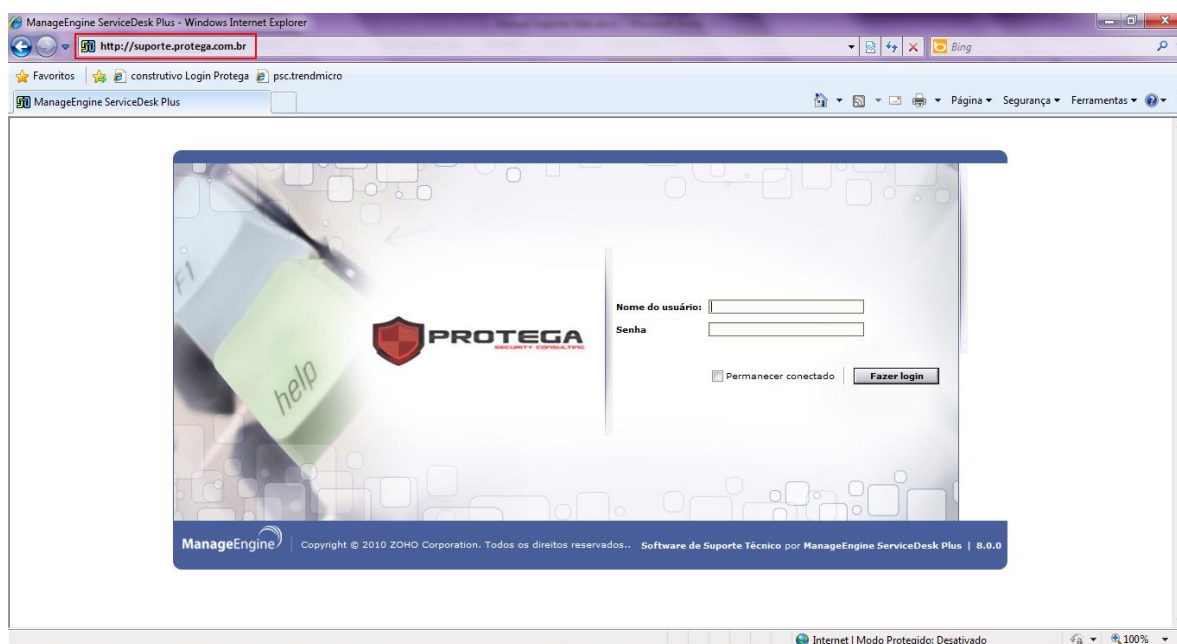 ManageEngine ServiceDesk Plus - Windows Internet Explorer
http://suporte.protega.com.br
Bing
Favoritos construtivo Login Protega psc.trendmicro
ManageEngine ServiceDesk Plus
Página Segurança Ferramentas
F1
help
PROTEGA
SECURITY CONSULTING
Nome do usuário:
Senha
Permanecer conectado Fazer login
ManageEngine Copyright © 2010 ZOHO Corporation. Todos os direitos reservados.. Software de Suporte Técnico por ManageEngine ServiceDesk Plus | 8.0.0
Internet | Modo Protegido: Desativado 100%